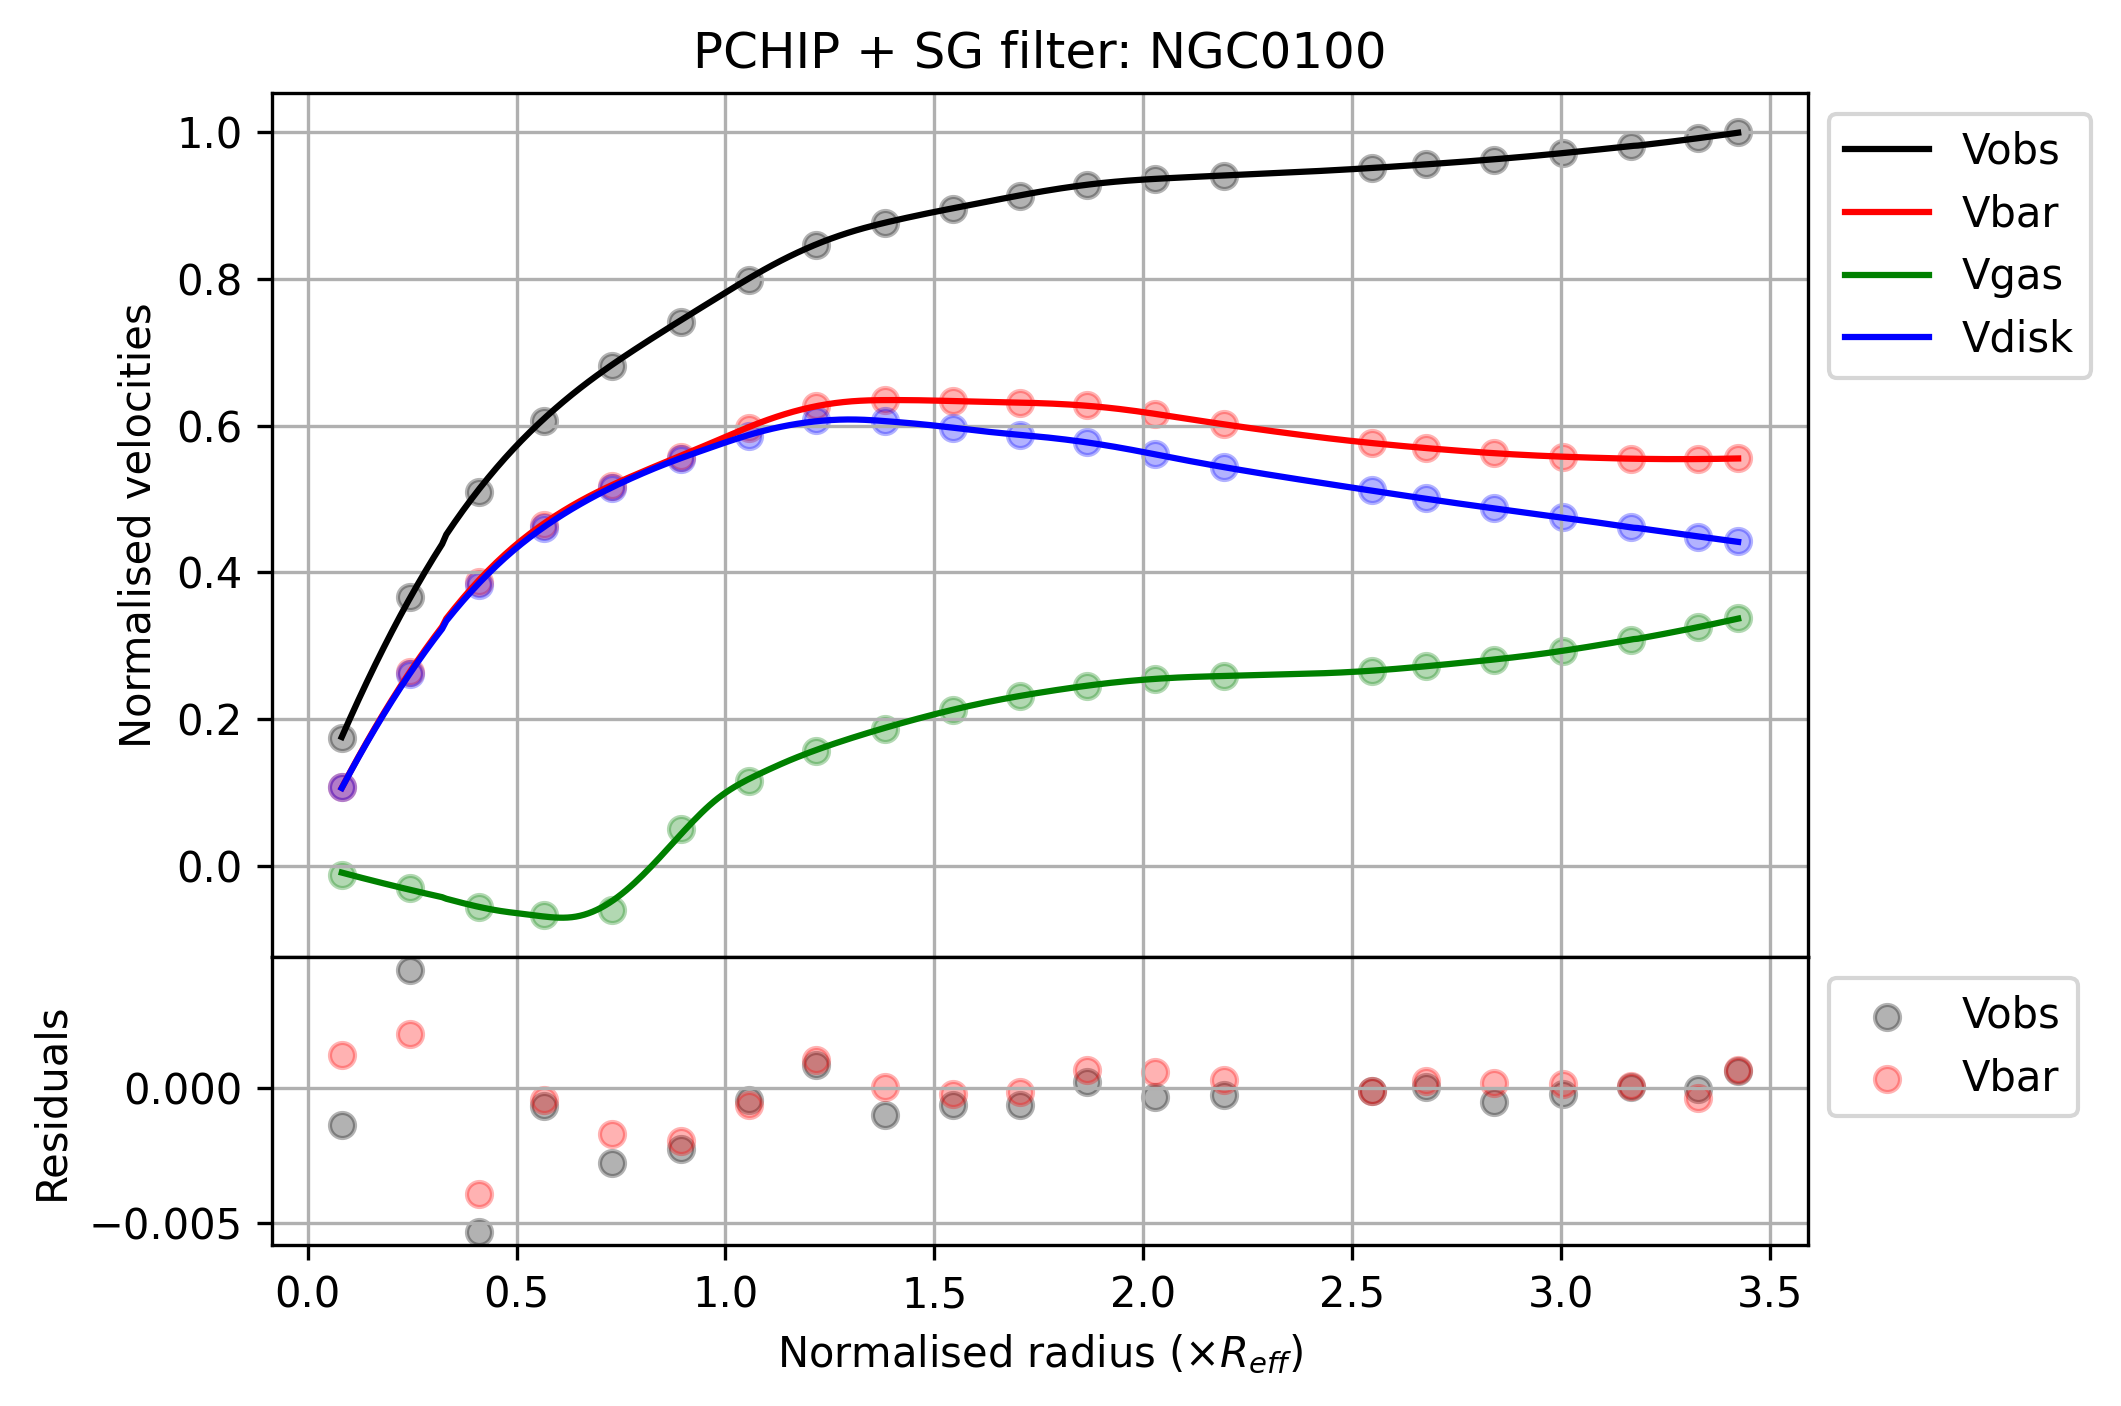 PCHIP + SG filter: NGC0100
Normalised velocities
1.0
0.8
0.6
0.4
0.2
0.0
Vobs
Vbar
Vgas
Vdisk
Residuals
0.000
−0.005
Vobs
Vbar
0.0 0.5 1.0 1.5 2.0 2.5 3.0 3.5
Normalised radius (×R_eff)